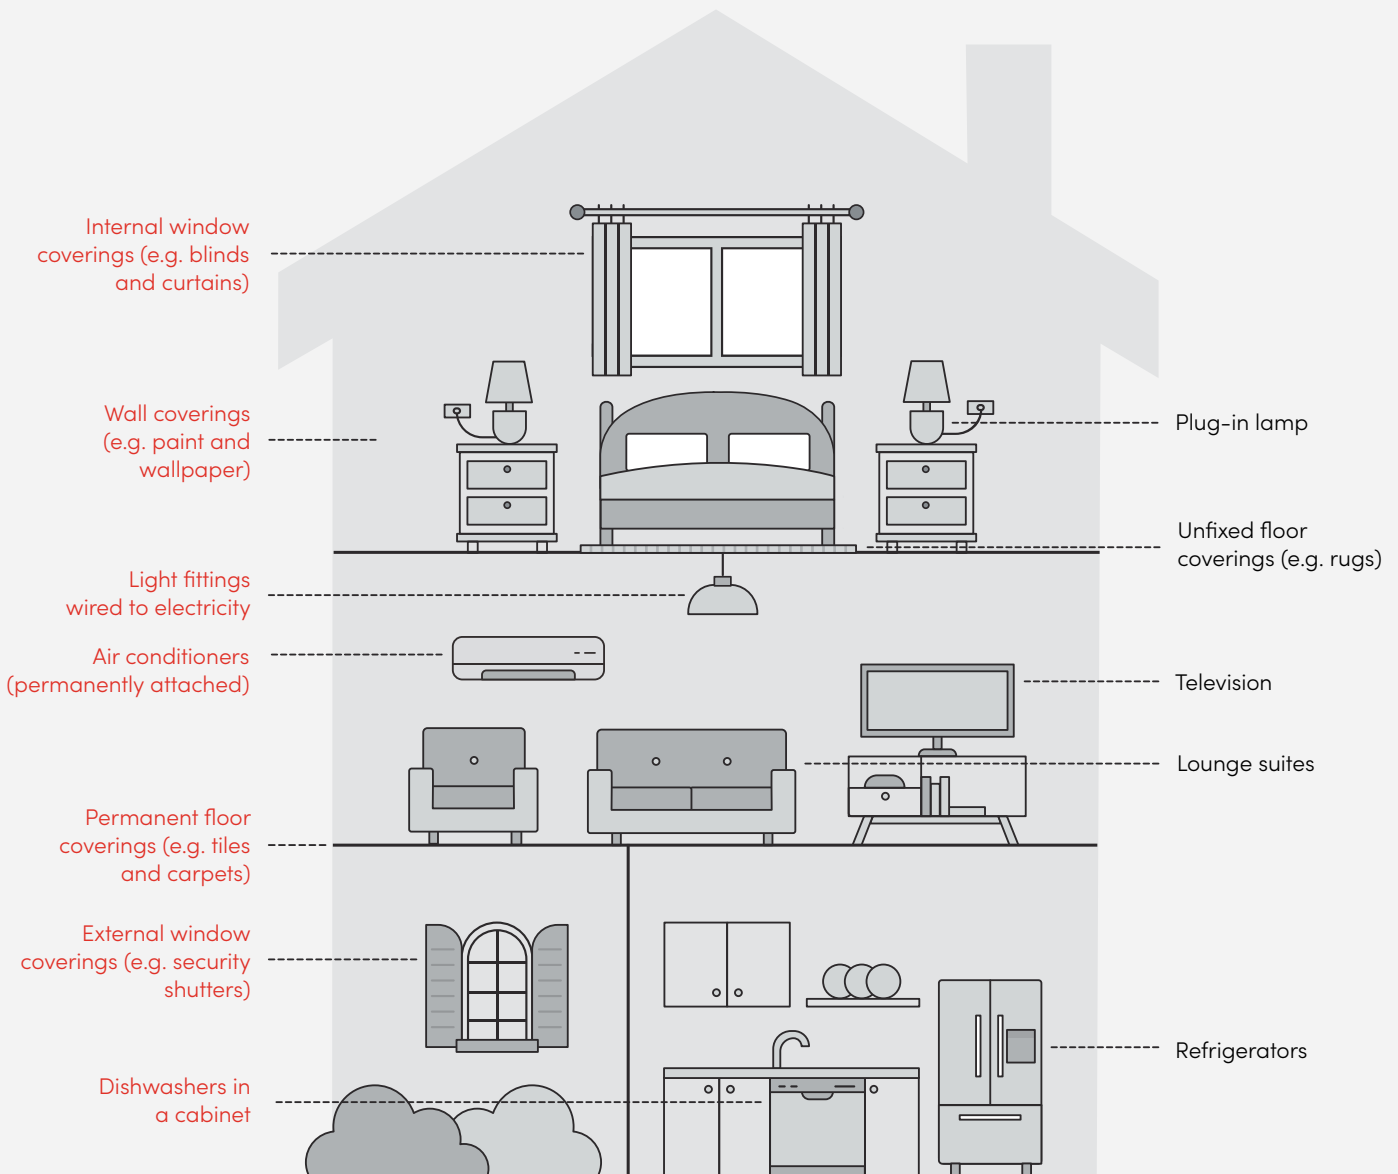 Internal window
coverings (e.g. blinds
and curtains)
Wall coverings
(e.g. paint and
wallpaper)
Plug-in lamp
Unfixed floor
coverings (e.g. rugs)
Light fittings
wired to electricity
Air conditioners
(permanently attached)
Television
Lounge suites
Permanent floor
coverings (e.g. tiles
and carpets)
External window
coverings (e.g. security
shutters)
Refrigerators
Dishwashers in
a cabinet